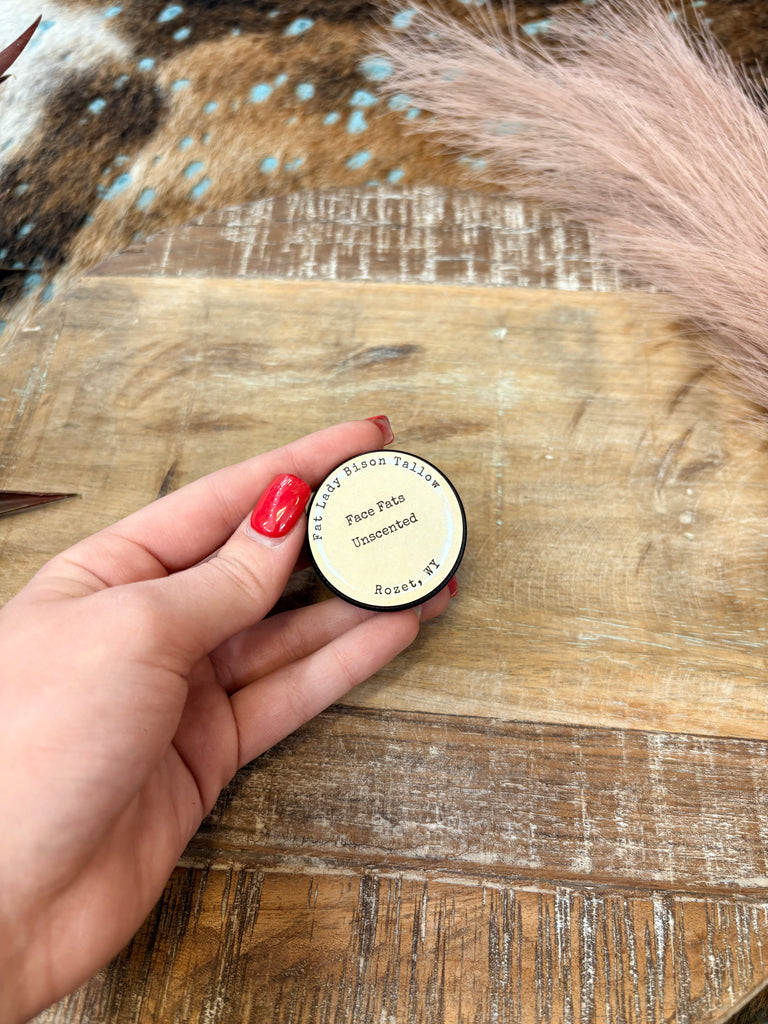 Fat Lady Bison Tallow
Face Fats
Unscented
Rozet, WY